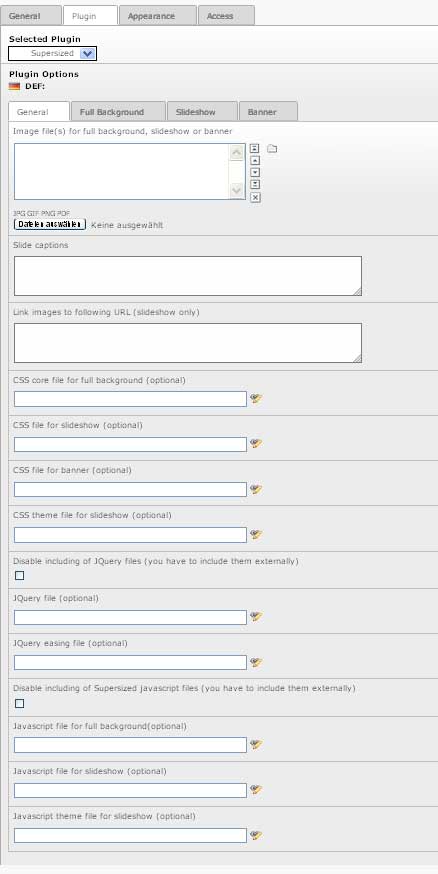 General Plugin Appearance Access
Selected Plugin
Supersized
Plugin Options
DEF:
General Full Background Slideshow Banner
Image file(s) for full background, slideshow or banner
JPG GIF PNG PDF
Dateien auswählen Keine ausgewählt
Slide captions
Link images to following URL (slideshow only)
CSS core file for full background (optional)
CSS file for slideshow (optional)
CSS file for banner (optional)
CSS theme file for slideshow (optional)
Disable including of JQuery files (you have to include them externally)
JQuery file (optional)
JQuery easing file (optional)
Disable including of Supersized javascript files (you have to include them externally)
Javascript file for full background(optional)
Javascript file for slideshow (optional)
Javascript theme file for slideshow (optional)